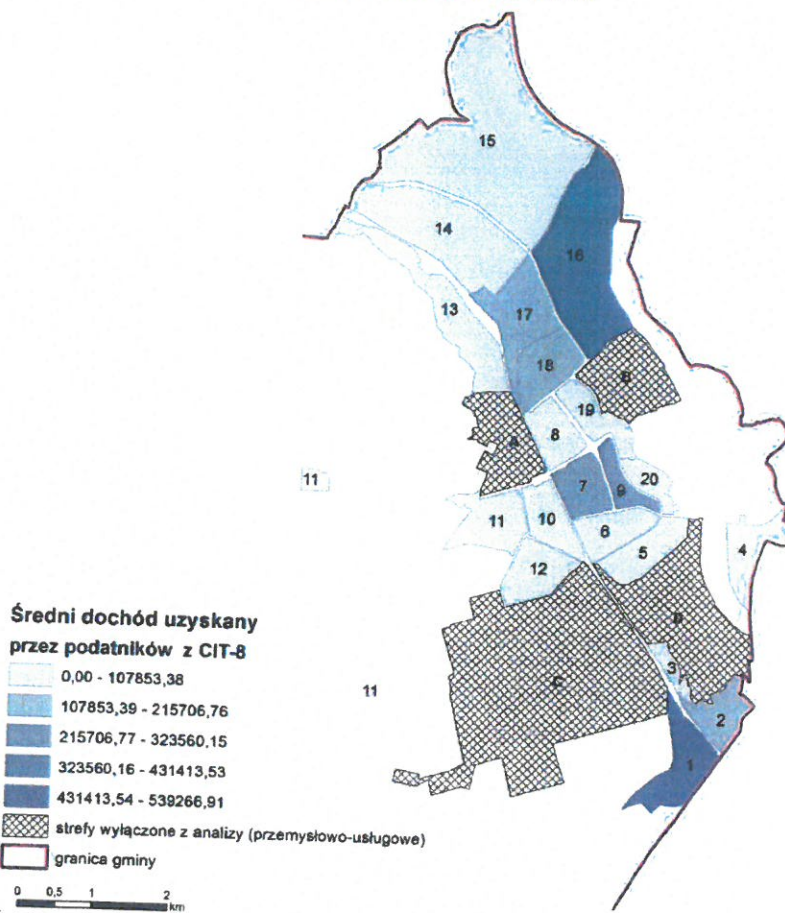 15
14
16
13
17
18
B
19
8
A
11
7
9
20
11
10
6
5
4
12
D
3
C
11
2
1
Średni dochód uzyskany
przez podatników z CIT-8
0,00 - 107853,38
107853,39 - 215706,76
215706,77 - 323560,15
323560,16 - 431413,53
431413,54 - 539266,91
strefy wyłączone z analizy (przemysłowo-usługowe)
granica gminy
0 0,5 1 2
km